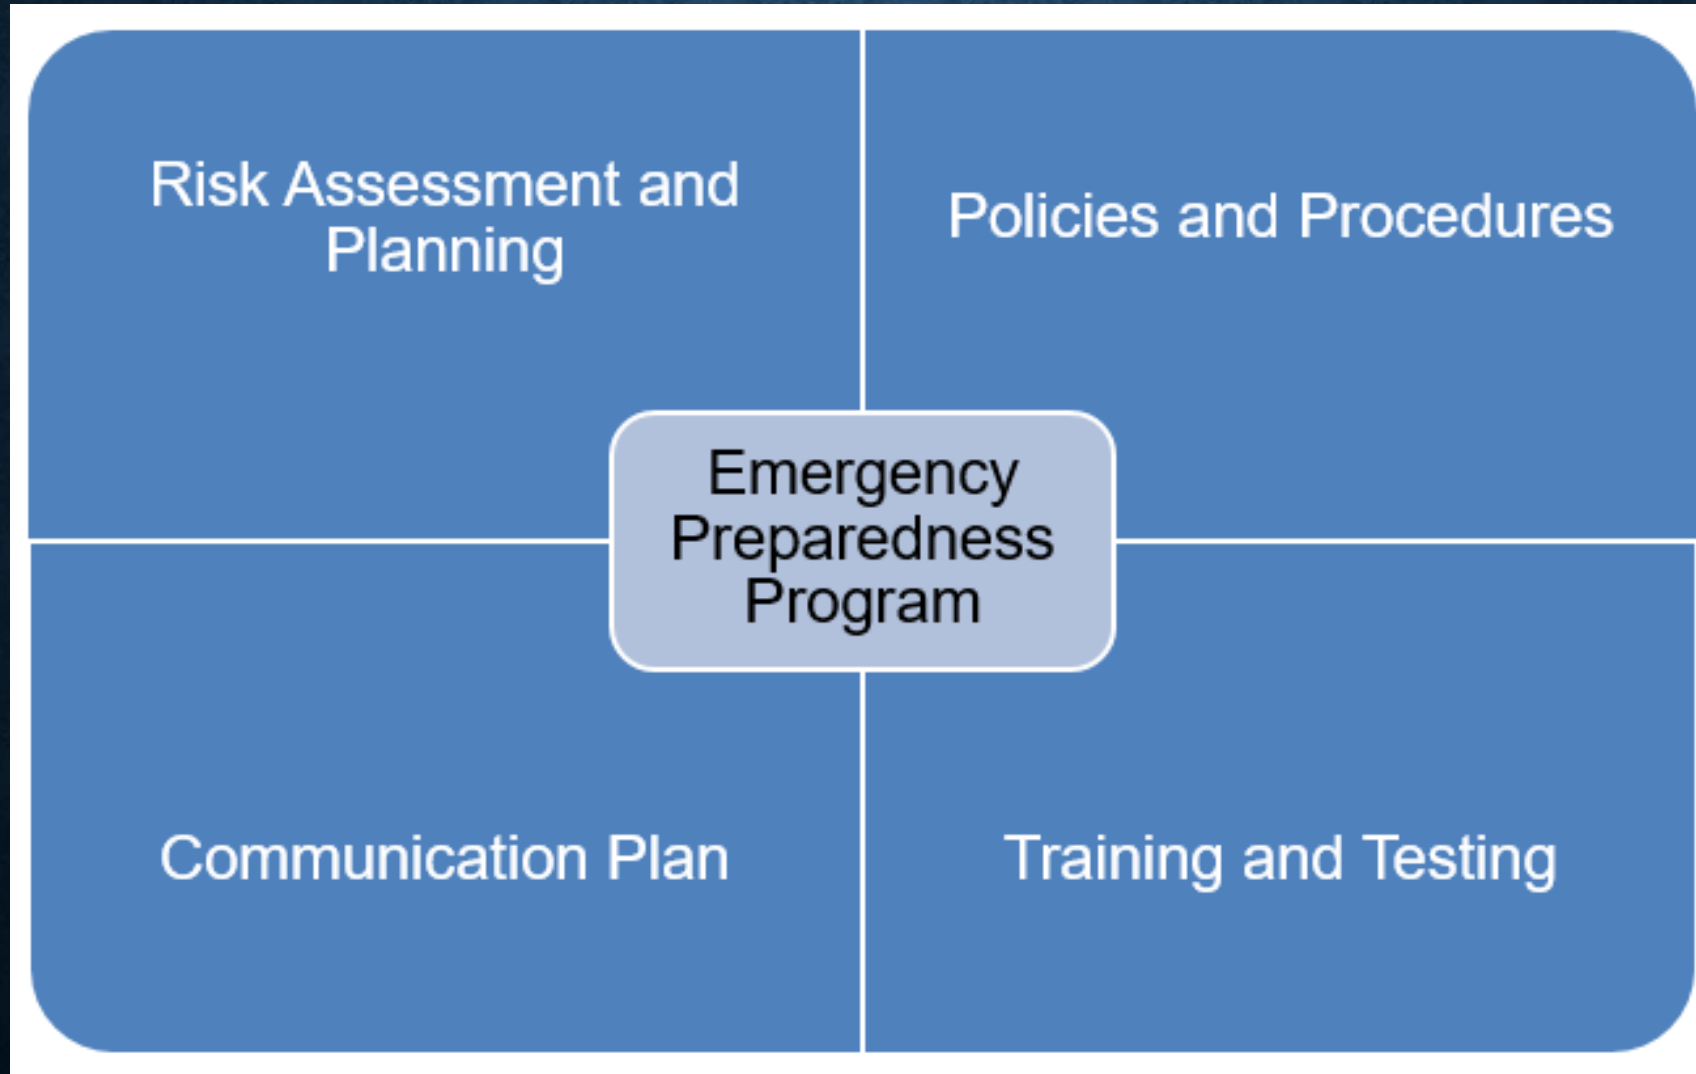 Risk Assessment and
Planning
Policies and Procedures
Emergency
Preparedness
Program
Communication Plan
Training and Testing